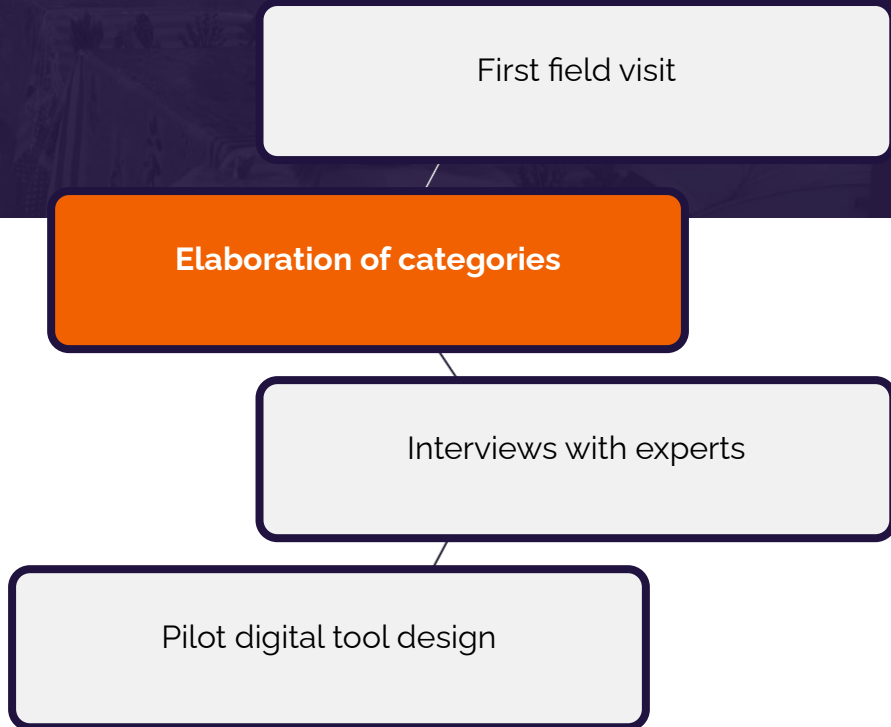 First field visit
Elaboration of categories
Interviews with experts
Pilot digital tool design